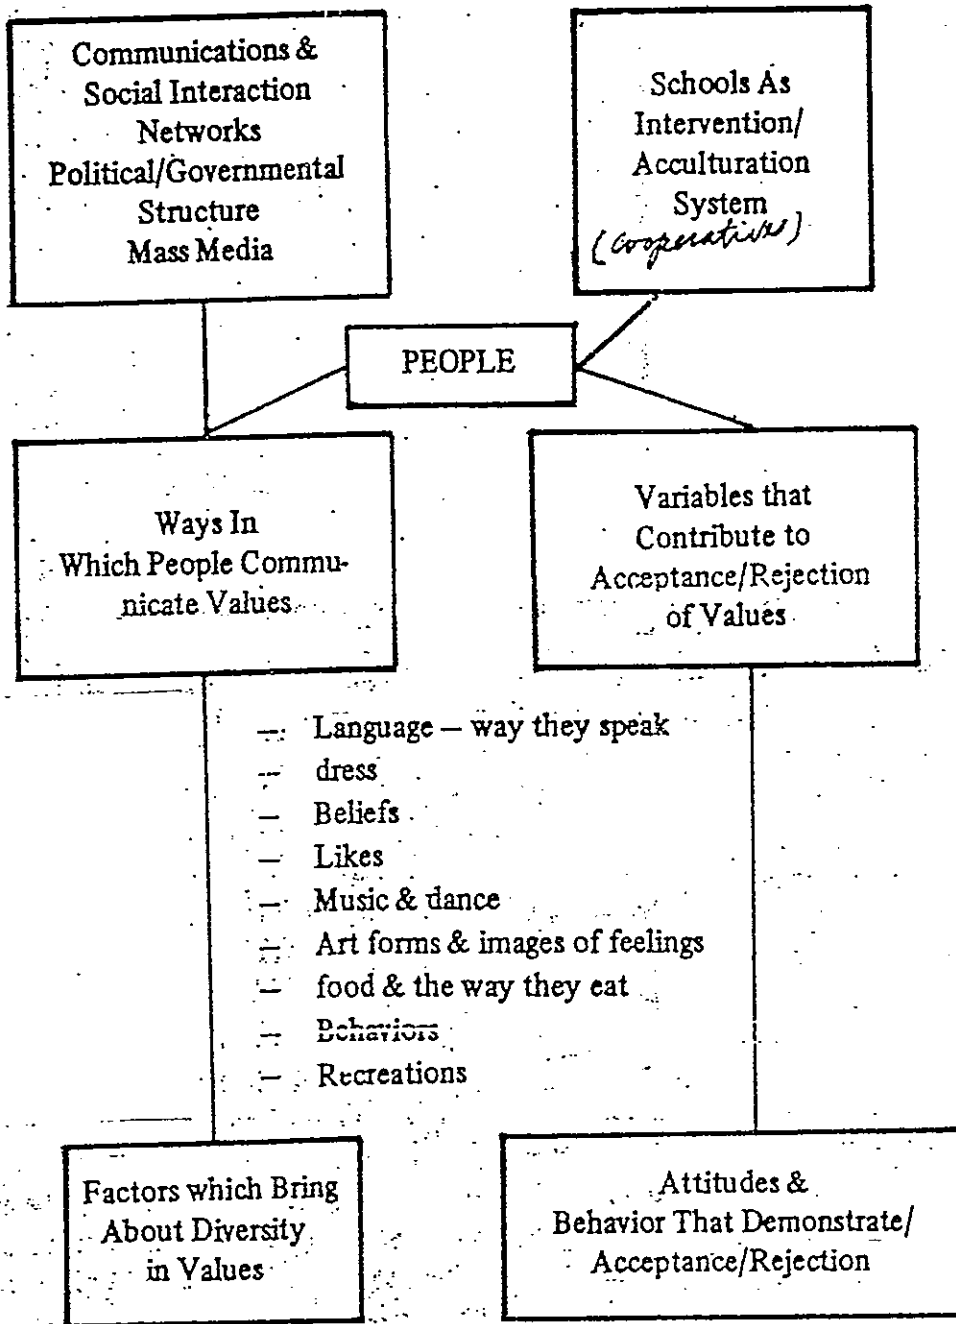 Communications &
Social Interaction
Networks
Political/Governmental
Structure
Mass Media
Schools As
Intervention/
Acculturation
System
(cooperative)
PEOPLE
Ways In
Which People Commu-
nicate Values
Variables that
Contribute to
Acceptance/Rejection
of Values
– Language – way they speak
– dress
– Beliefs
– Likes
– Music & dance
– Art forms & images of feelings
– food & the way they eat
– Behaviors
– Recreations
Factors which Bring
About Diversity
in Values
Attitudes &
Behavior That Demonstrate/
Acceptance/Rejection